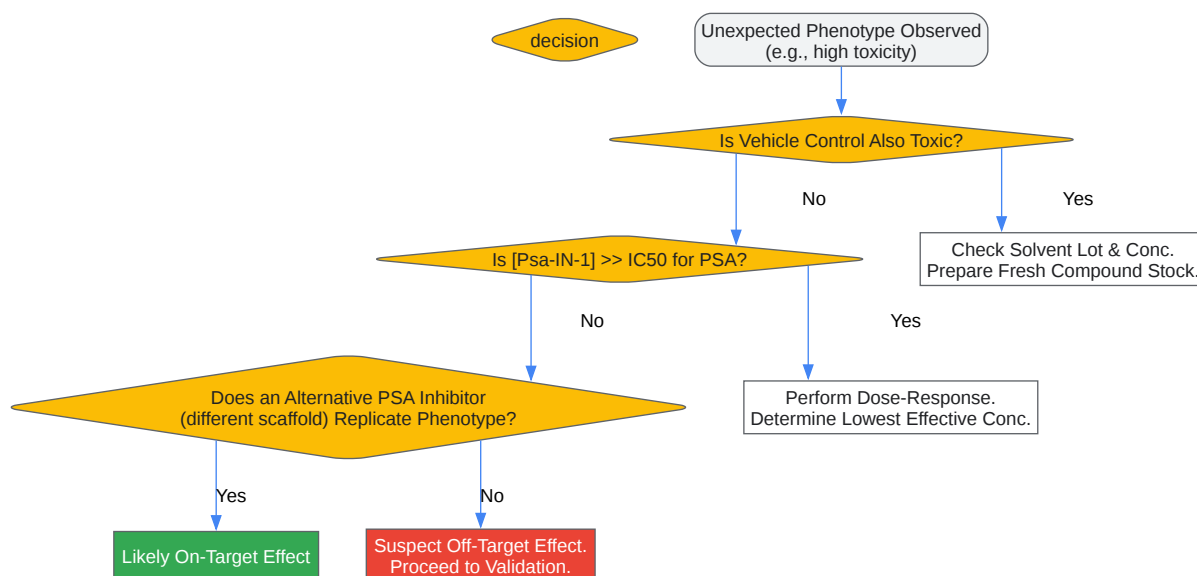 decision
Unexpected Phenotype Observed
(e.g., high toxicity)
Is Vehicle Control Also Toxic?
No
Yes
Check Solvent Lot & Conc.
Prepare Fresh Compound Stock.
Is [Psa-IN-1] >> IC50 for PSA?
No
Yes
Perform Dose-Response.
Determine Lowest Effective Conc.
Does an Alternative PSA Inhibitor
(different scaffold) Replicate Phenotype?
Yes
No
Likely On-Target Effect
Suspect Off-Target Effect.
Proceed to Validation.